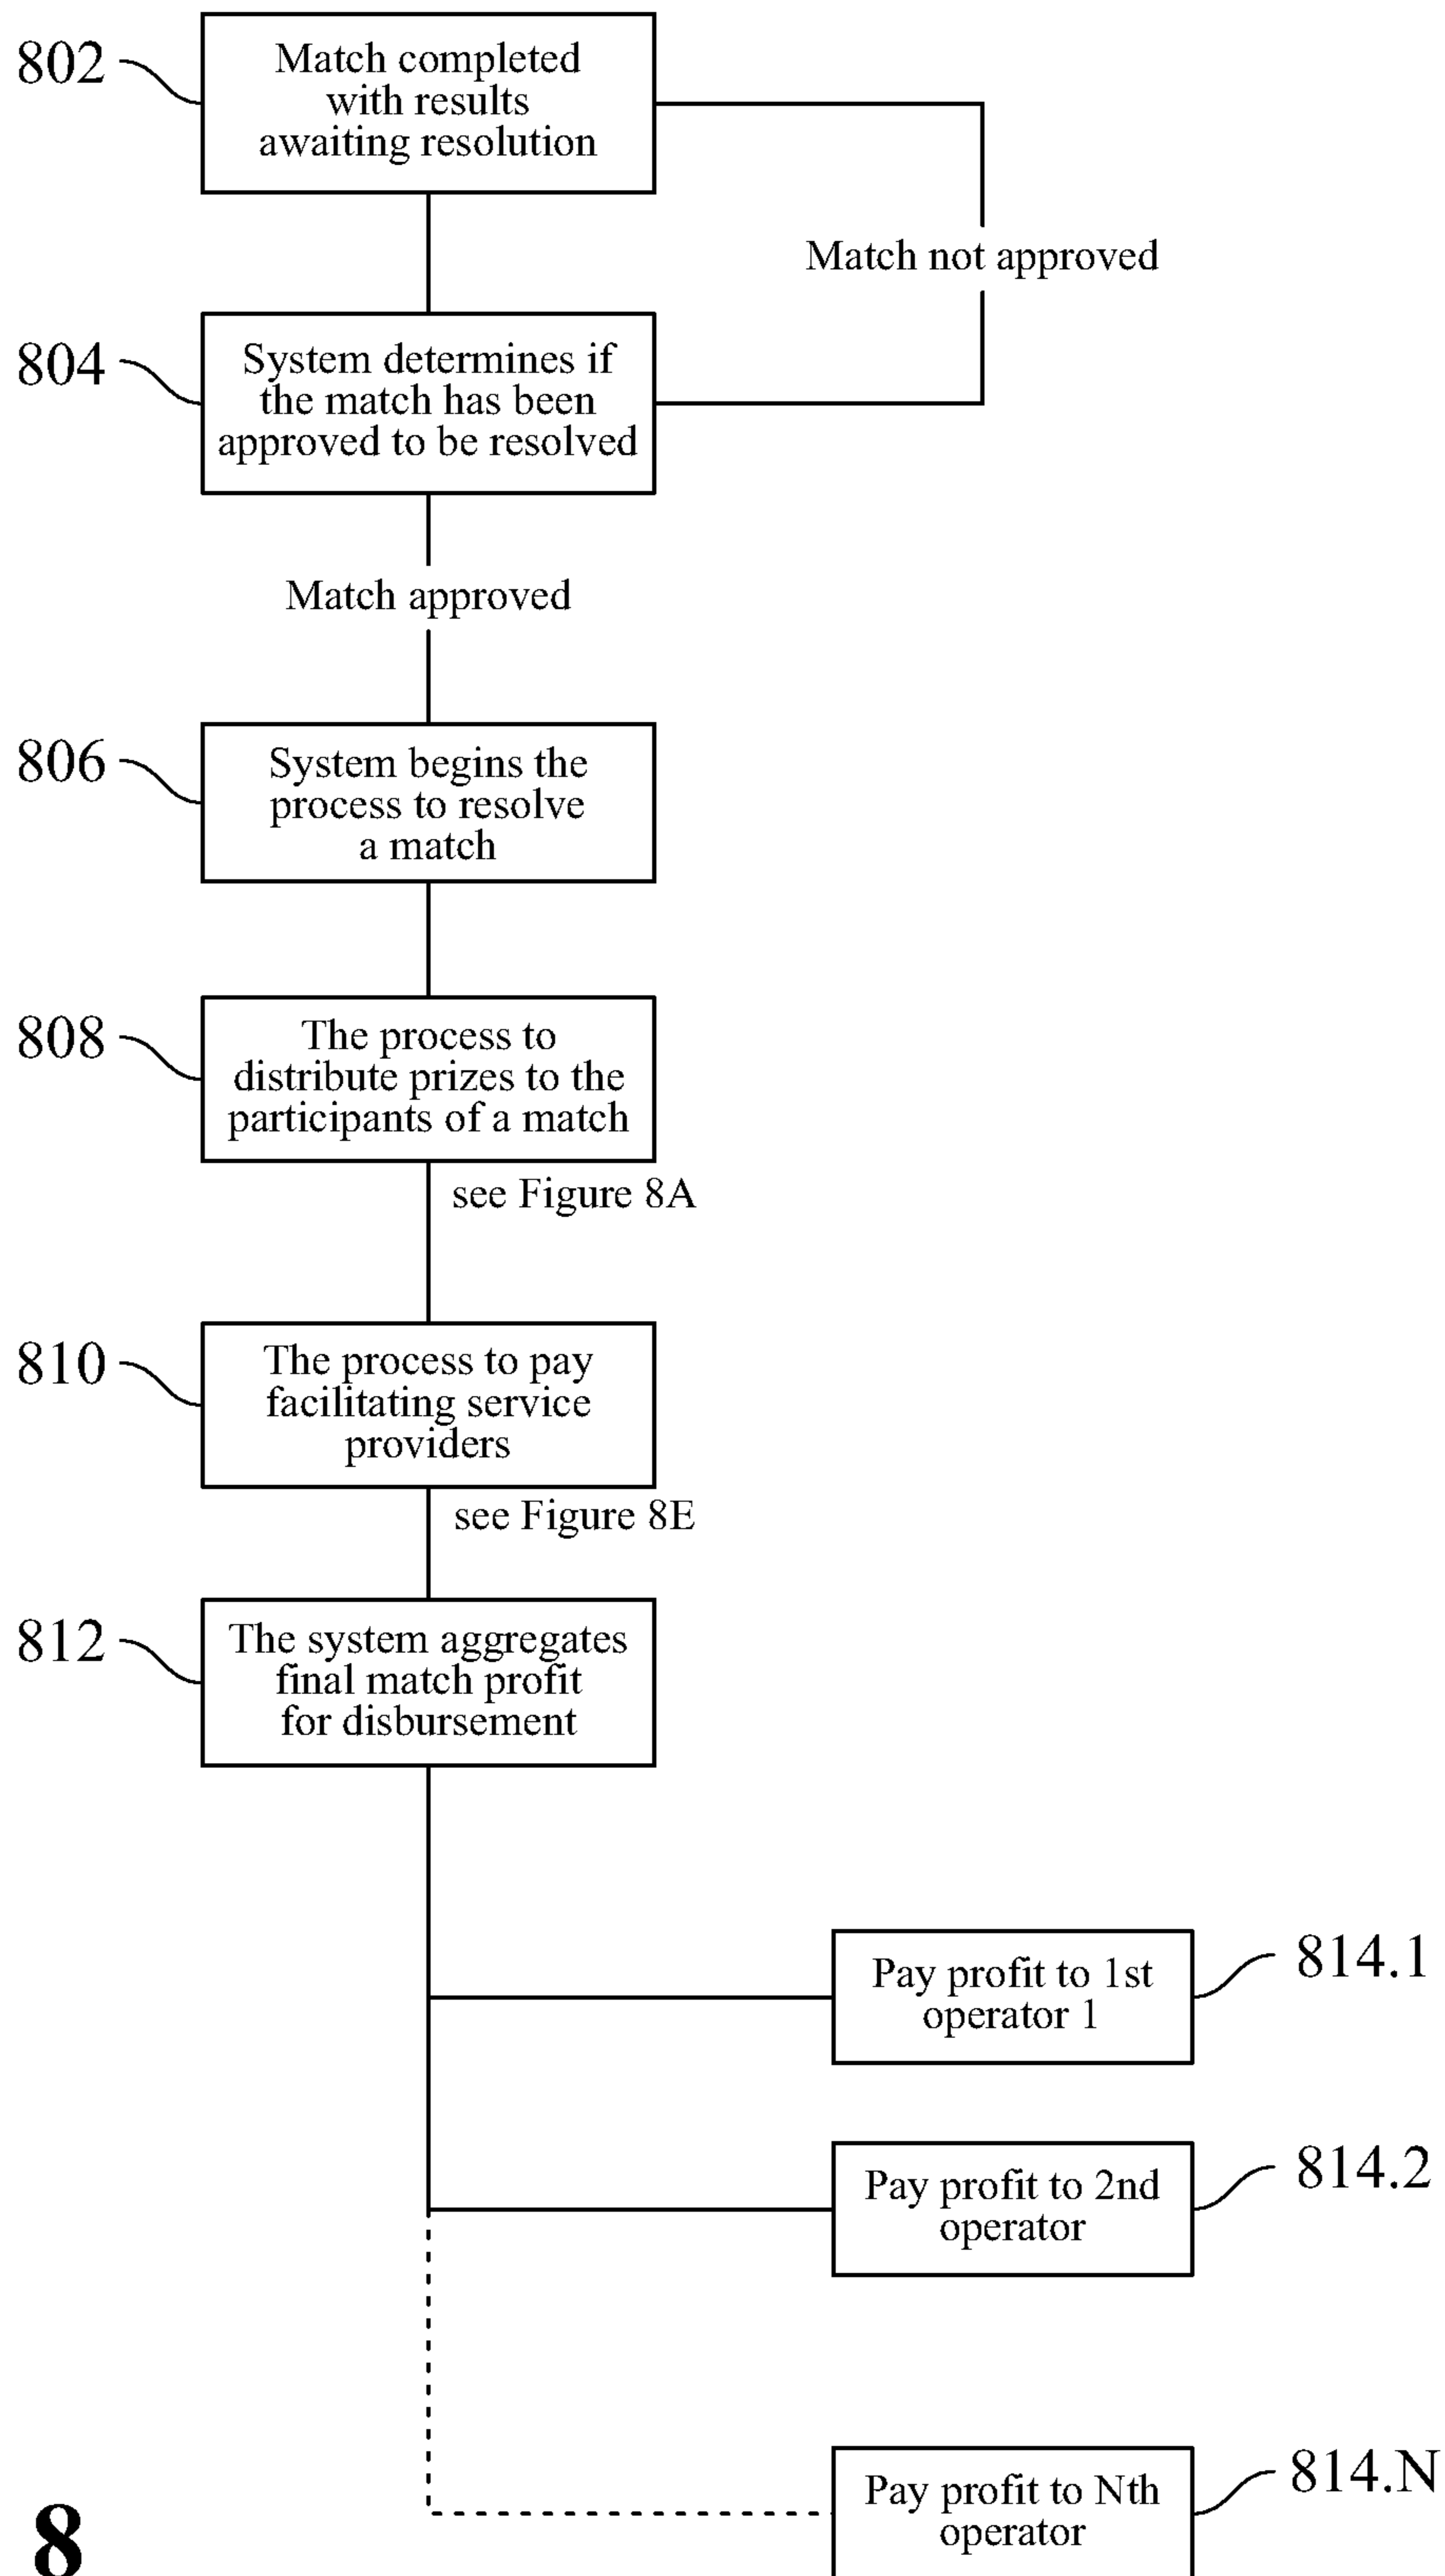 802
Match completed
with results
awaiting resolution
Match not approved
804
System determines if
the match has been
approved to be resolved
Match approved
806
System begins the
process to resolve
a match
808
The process to
distribute prizes to the
participants of a match
see Figure 8A
810
The process to pay
facilitating service
providers
see Figure 8E
812
The system aggregates
final match profit
for disbursement
Pay profit to 1st
operator 1
814.1
Pay profit to 2nd
operator
814.2
Pay profit to Nth
operator
814.N
8